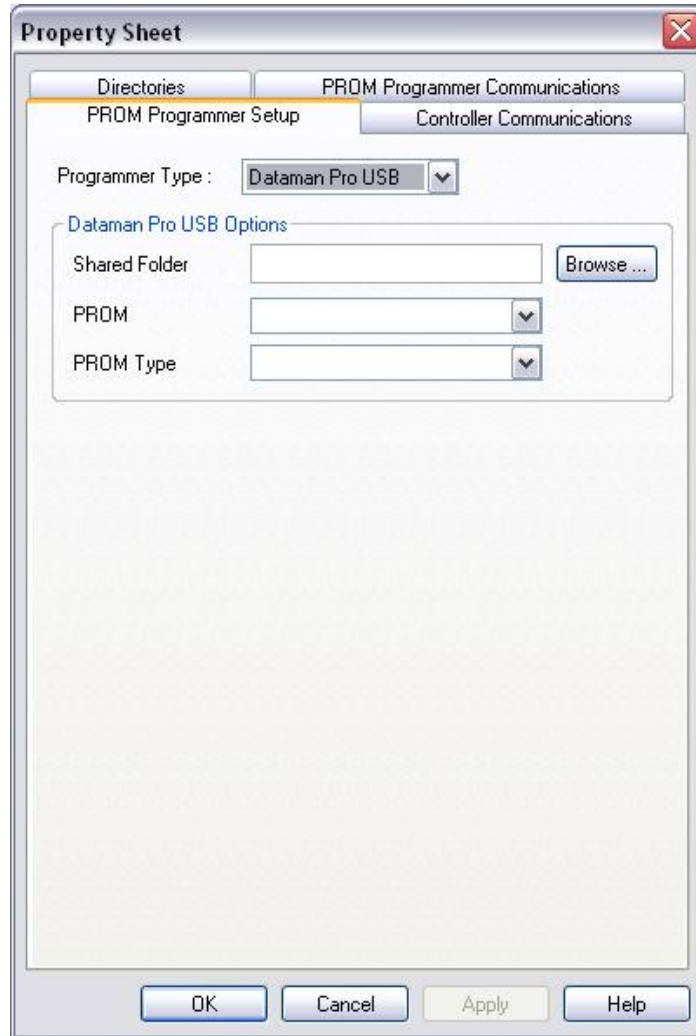 Property Sheet
Directories
PROM Programmer Communications
PROM Programmer Setup
Controller Communications
Programmer Type :
Dataman Pro USB
Dataman Pro USB Options
Shared Folder
Browse ...
PROM
PROM Type
OK
Cancel
Apply
Help